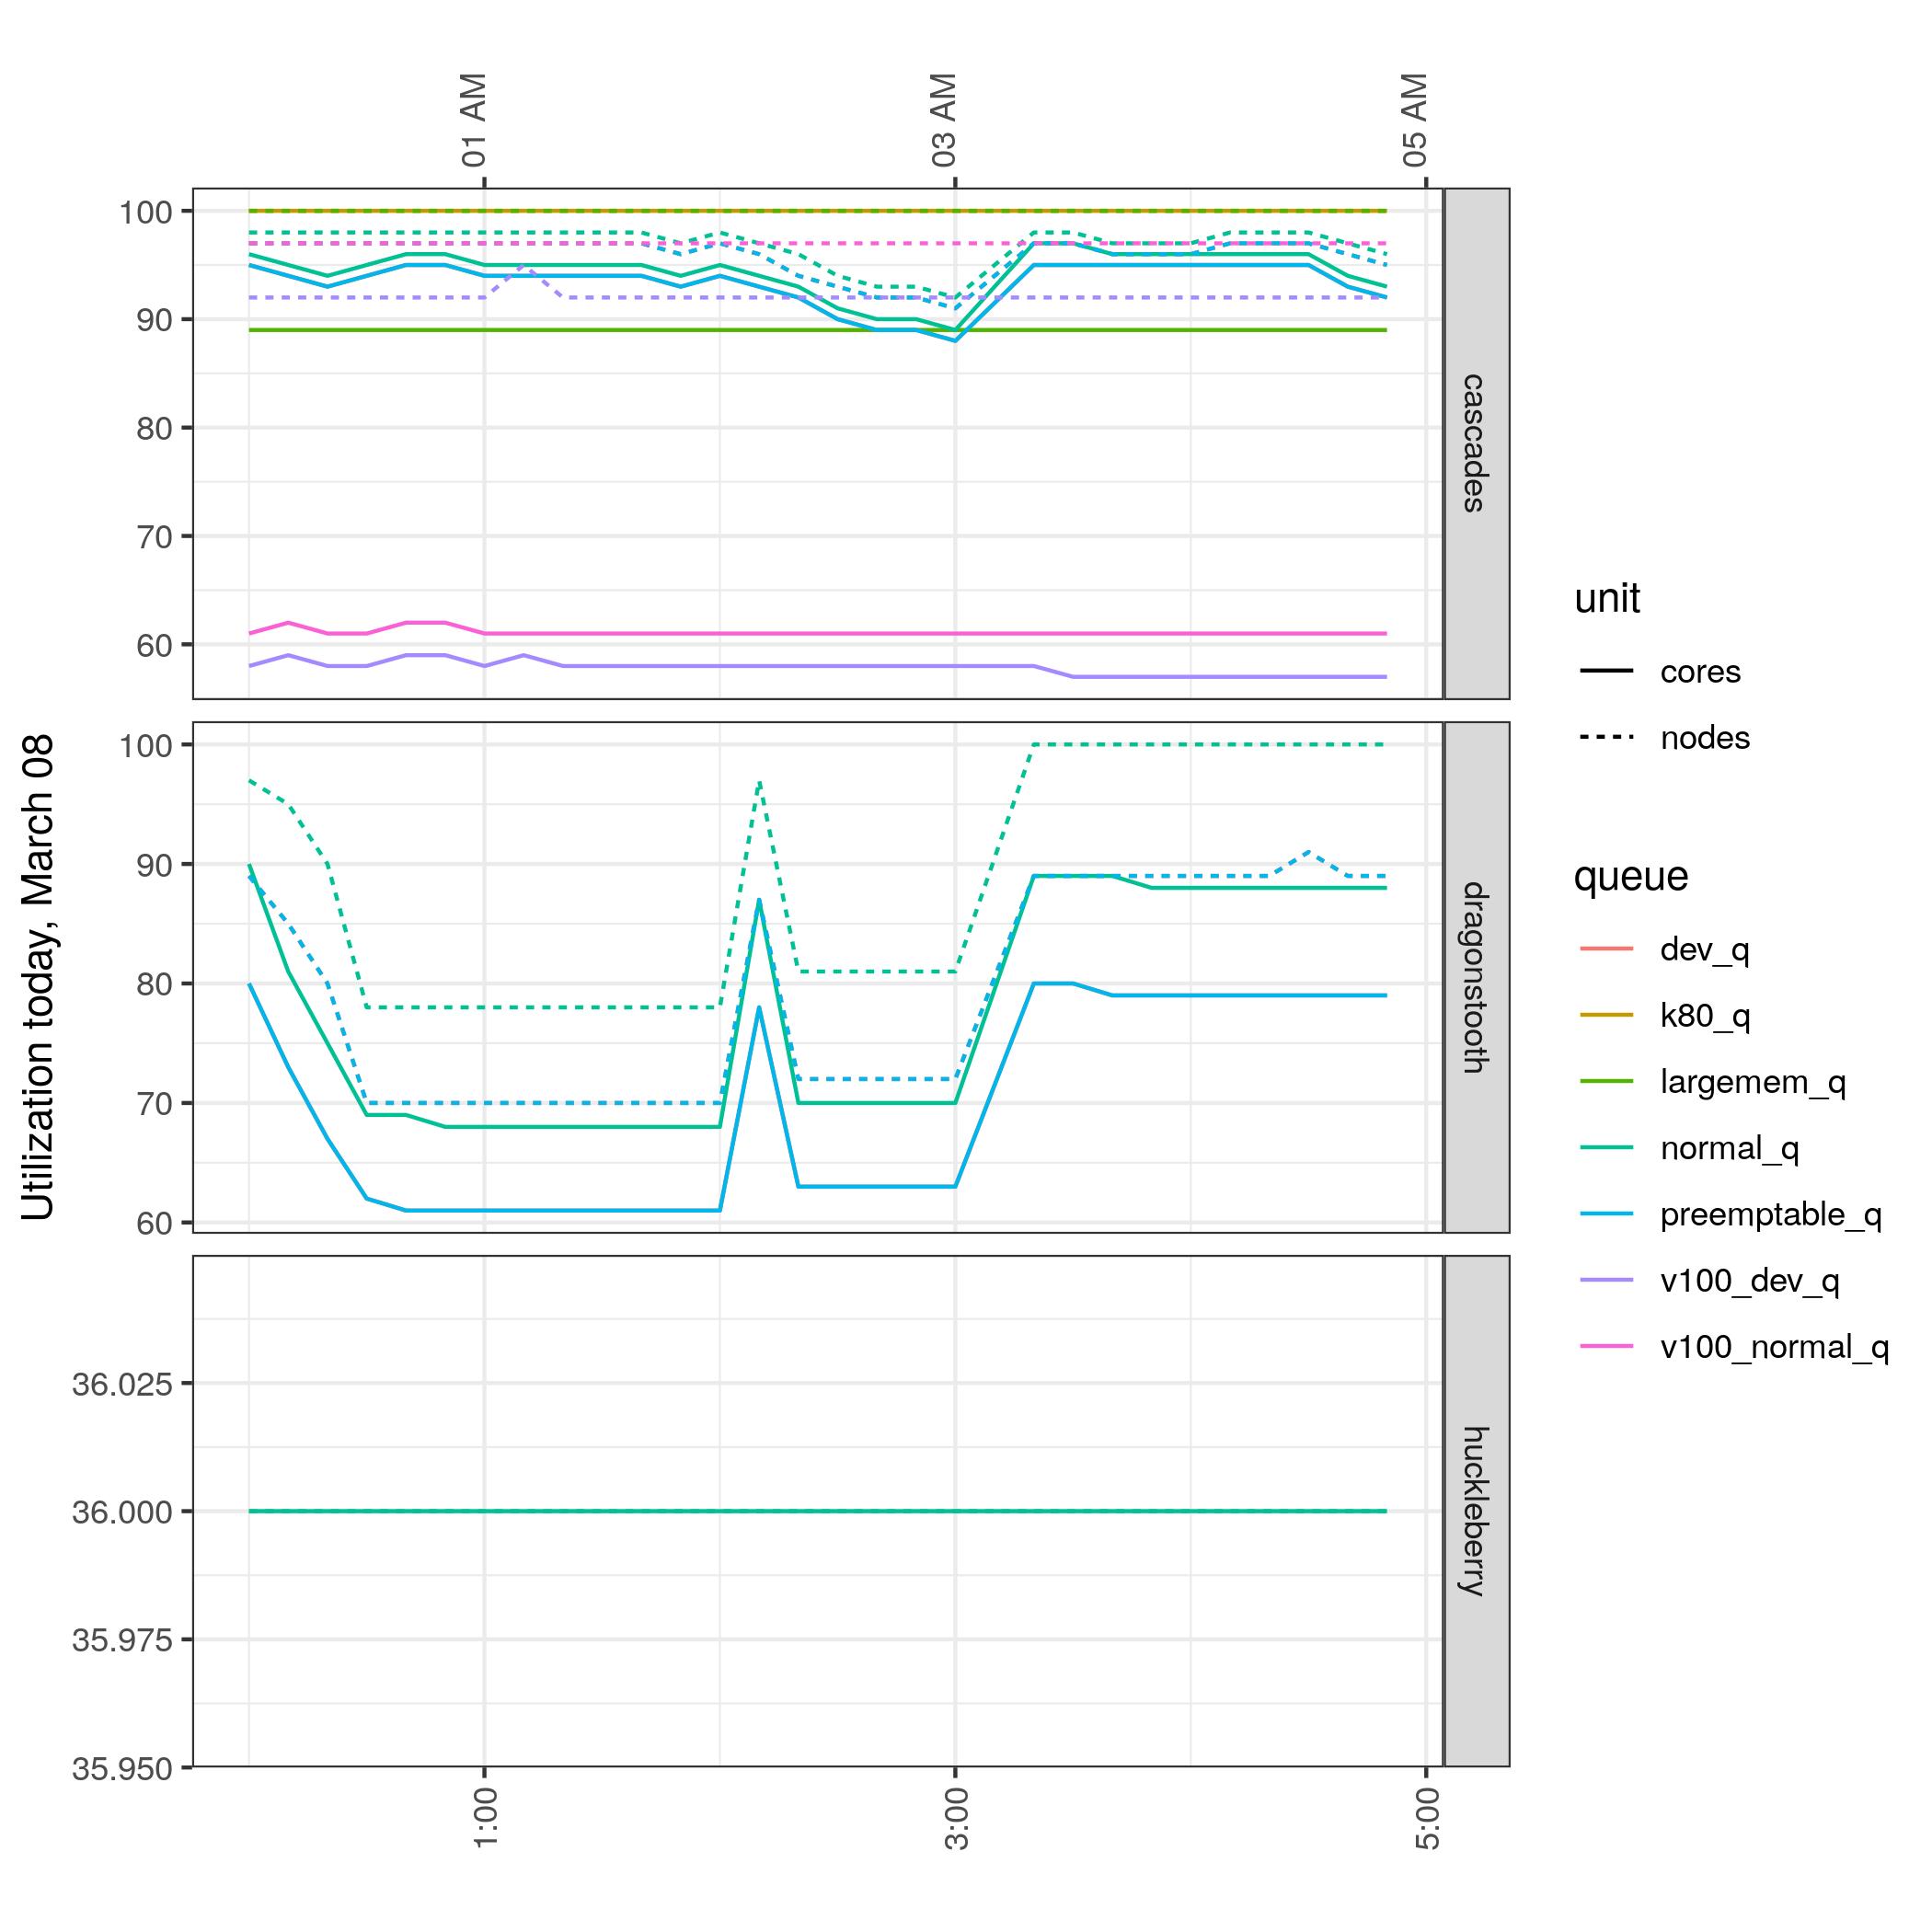 01 AM
03 AM
05 AM
Utilization today, March 08
100
90
80
70
60
cascades
100
90
80
70
60
dragonstooth
36.025
36.000
35.975
35.950
huckleberry
1:00
3:00
5:00
unit
cores
nodes
queue
dev_q
k80_q
largemem_q
normal_q
preemptable_q
v100_dev_q
v100_normal_q